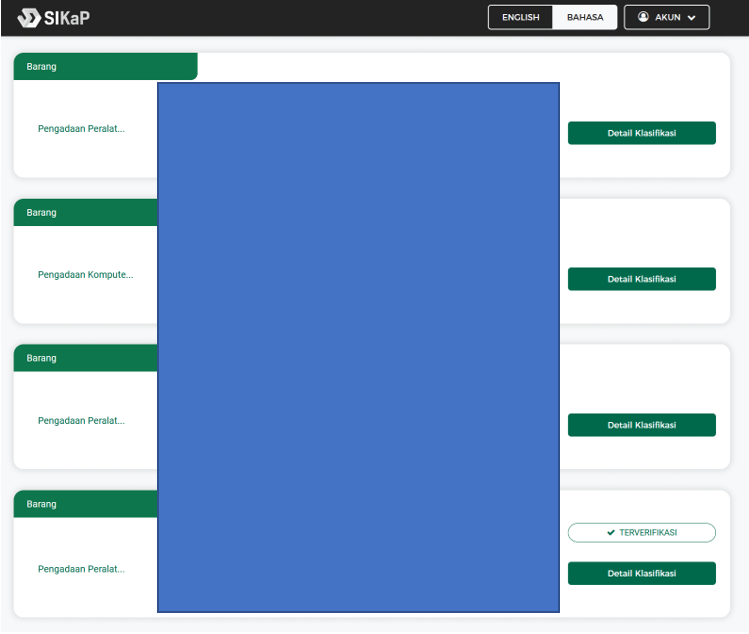 SIKaP
ENGLISH BAHASA AKUN
Barang
Pengadaan Peralat...
Detail Klasifikasi
Barang
Pengadaan Kompute...
Detail Klasifikasi
Barang
Pengadaan Peralat...
Detail Klasifikasi
Barang
TERVERIFIKASI
Pengadaan Peralat...
Detail Klasifikasi